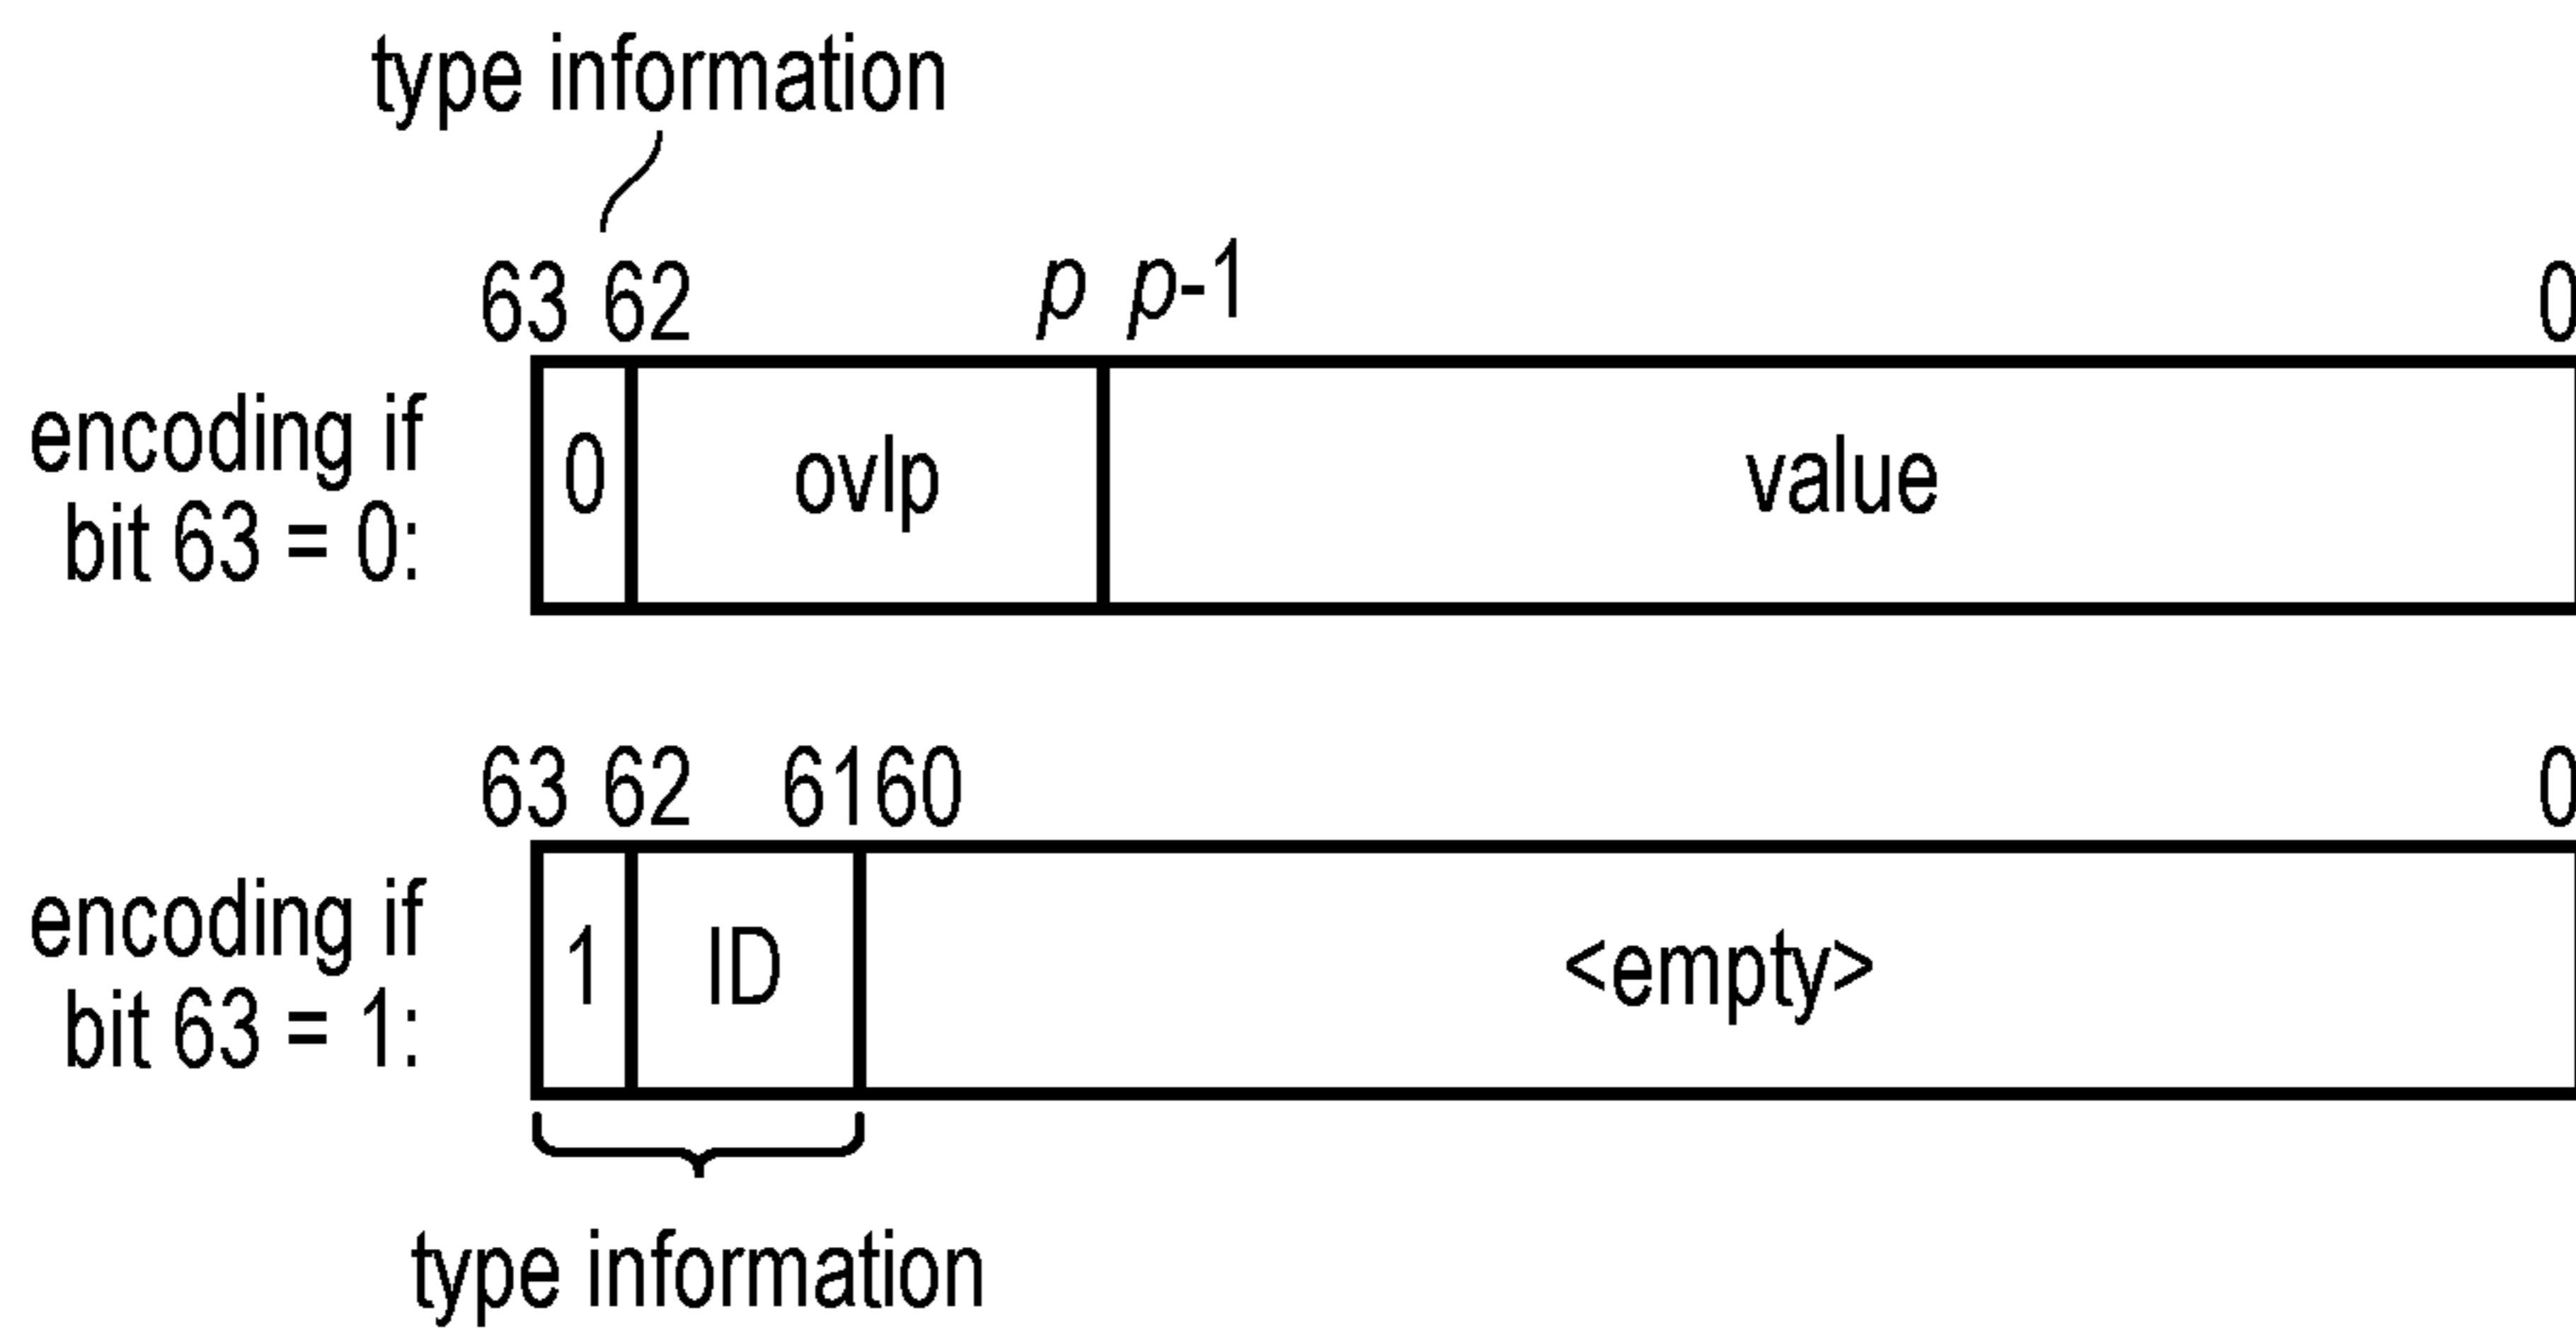 type information
63 62 p p-1 0
encoding if
bit 63 = 0:
0 ovlp value
63 62 6160 0
encoding if
bit 63 = 1:
1 ID <empty>
type information